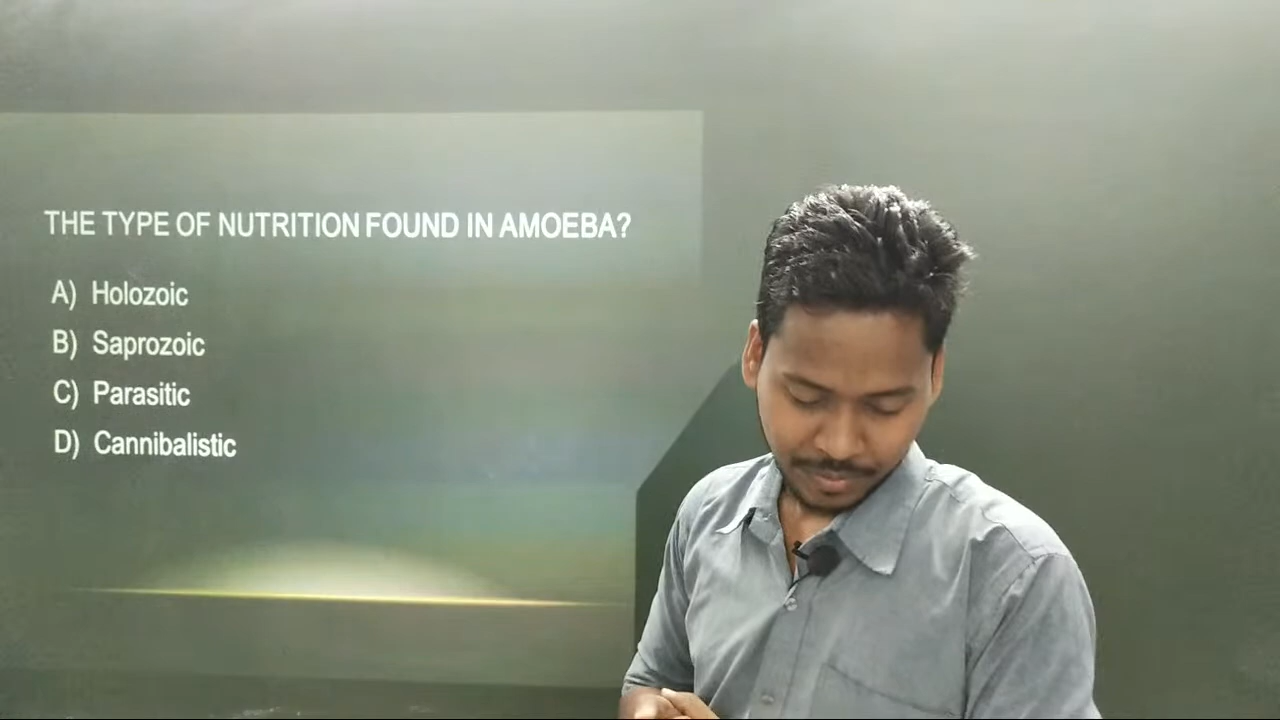 THE TYPE OF NUTRITION FOUND IN AMOEBA?
A) Holozoic
B) Saprozoic
C) Parasitic
D) Cannibalistic